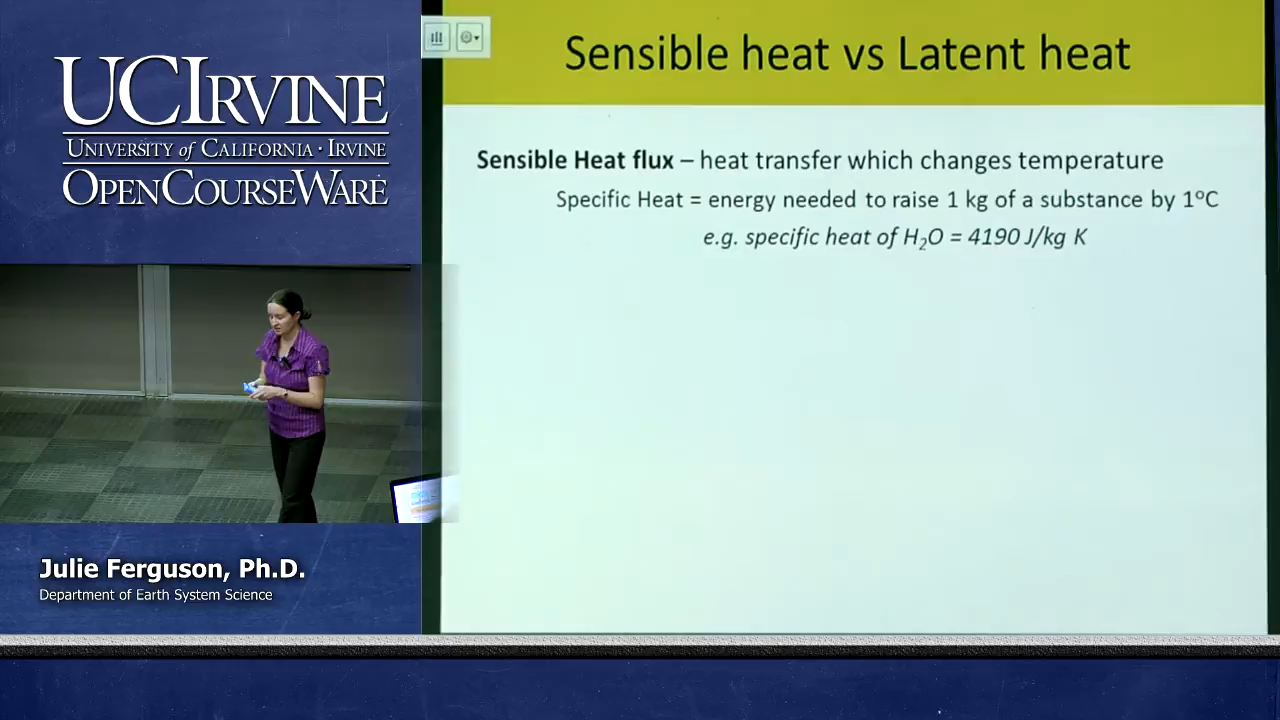 UCIRVINE
UNIVERSITY of CALIFORNIA · IRVINE
OPENCOURSEWARE
Julie Ferguson, Ph.D.
Department of Earth System Science
Sensible heat vs Latent heat
Sensible Heat flux – heat transfer which changes temperature
Specific Heat = energy needed to raise 1 kg of a substance by 1°C
e.g. specific heat of H₂O = 4190 J/kg K